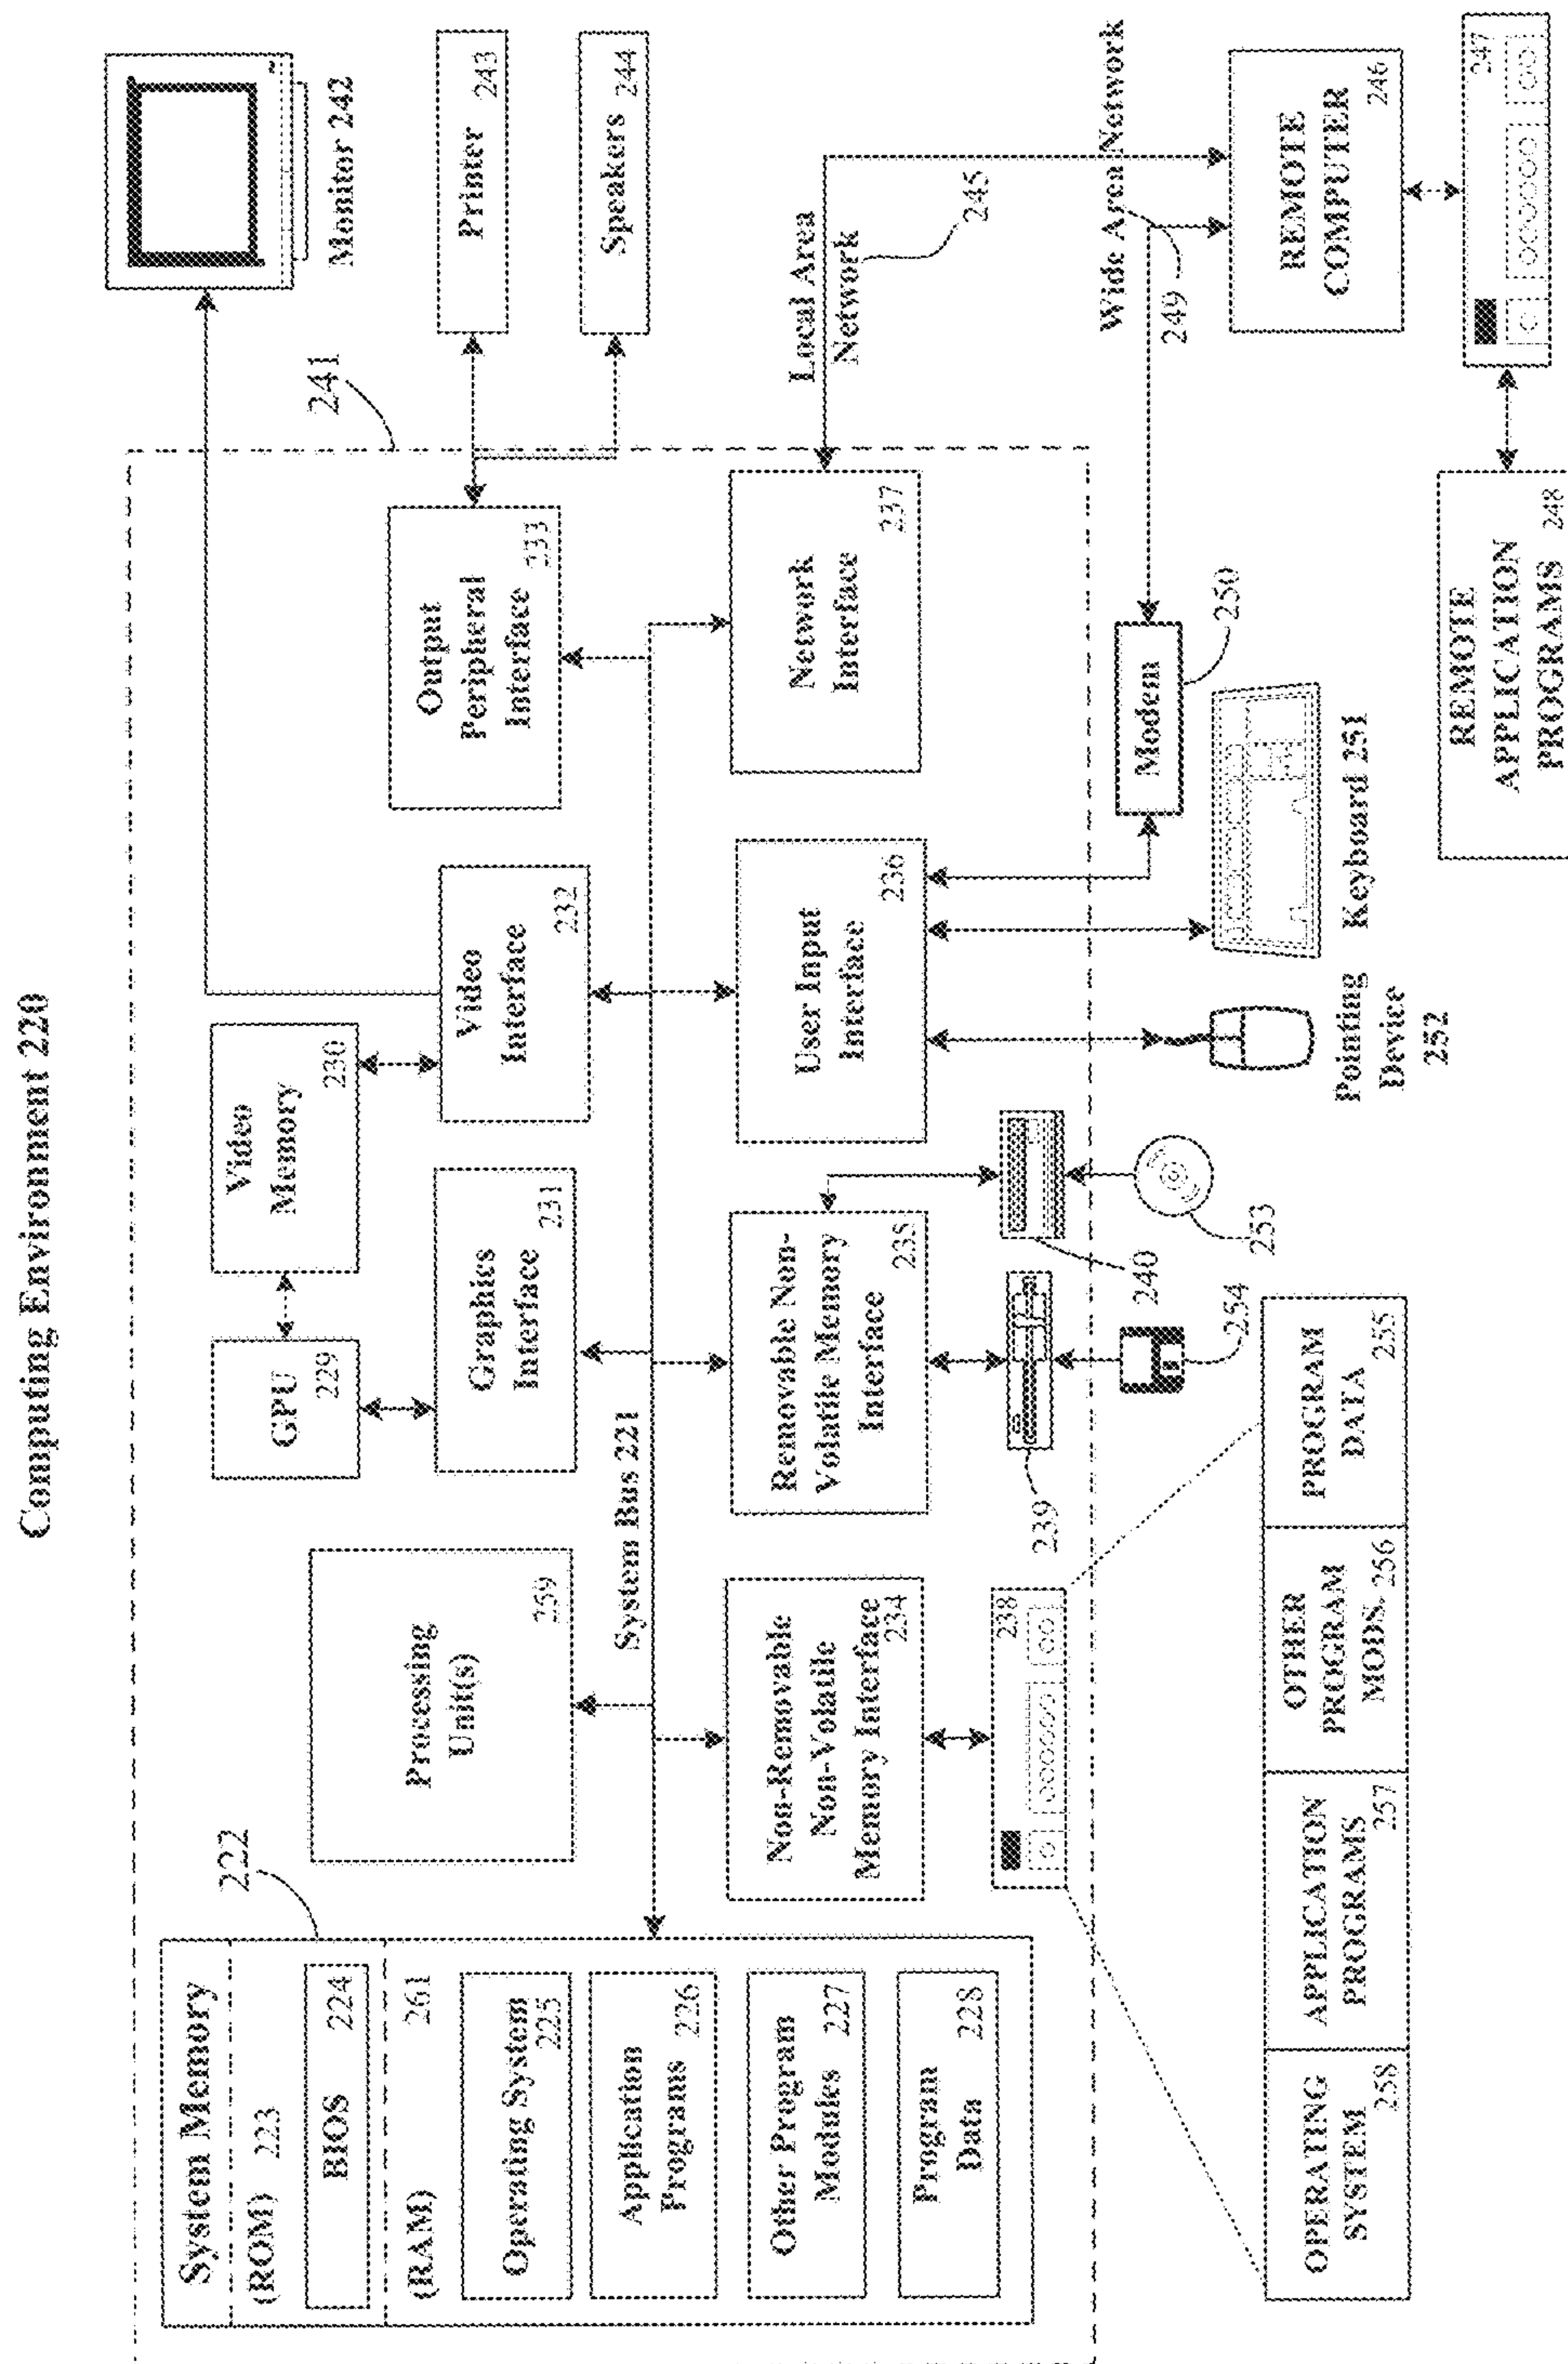 Computing Environment 220
System Memory
(ROM) 223
BIOS 224
(RAM) 261
Operating System
225
Application
Programs 226
Other Program
Modules 227
Program
Data 228
222
Processing
Unit(s)
259
System Bus 221
GPU
229
Video
Memory
230
Graphics
Interface
231
Video
Interface
232
Output
Peripheral
Interface
233
241
Monitor 242
Printer 243
Speakers 244
Non-Removable
Non-Volatile
Memory Interface
234
Removable Non-
Volatile Memory
Interface
235
User Input
Interface
236
Network
Interface
237
Local Area
Network
245
238
239
240
253
254
Modem
250
Wide Area Network
249
REMOTE
COMPUTER
246
247
Keyboard 251
Pointing
Device
252
OPERATING
SYSTEM
258
APPLICATION
PROGRAMS
257
OTHER
PROGRAM
MODS. 256
PROGRAM
DATA
255
REMOTE
APPLICATION
PROGRAMS 248